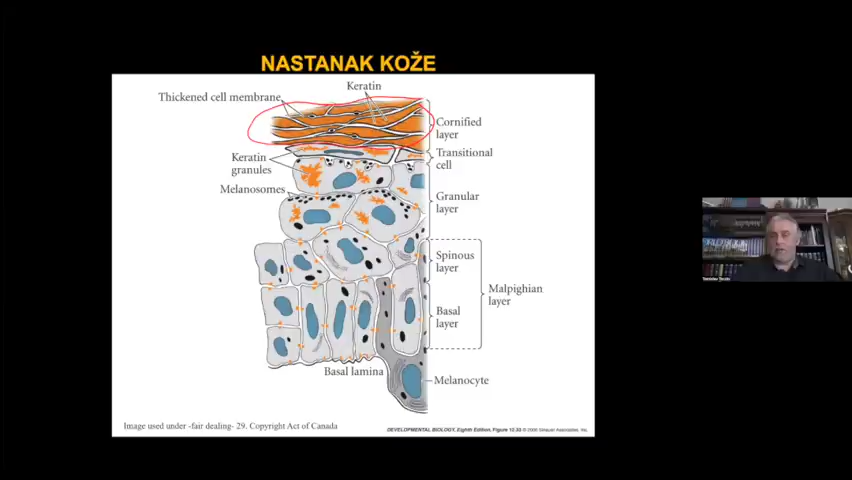 NASTANAK KOŽE
Keratin
Thickened cell membrane
Cornified
layer
Transitional
cell
Keratin
granules
Melanosomes
Granular
layer
Spinous
layer
Malpighian
layer
Basal
layer
Basal lamina
Melanocyte
Image used under -fair dealing- 29. Copyright Act of Canada
DEVELOPMENTAL BIOLOGY, Eighth Edition, Figure 12.33 © 2006 Sinauer Associates, Inc.